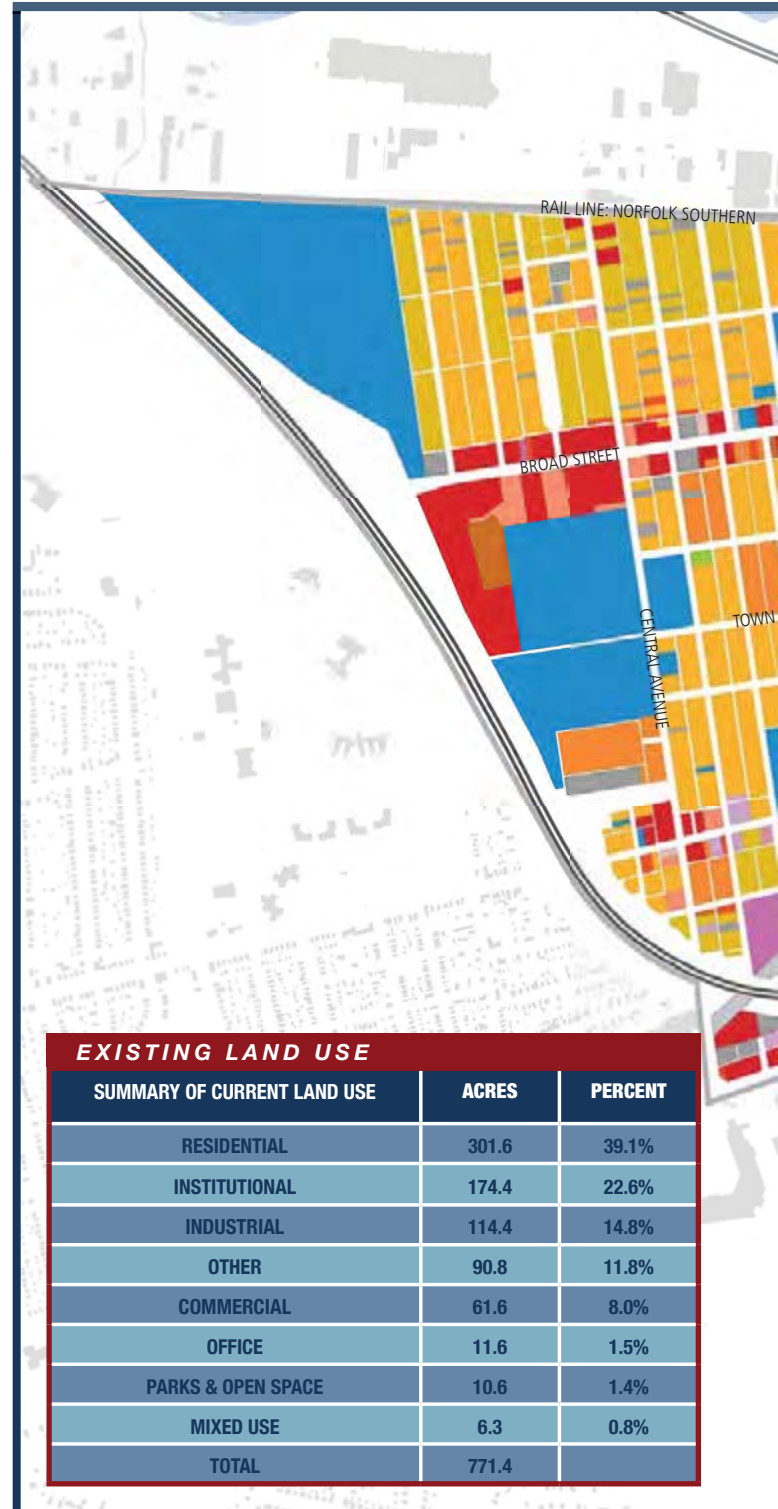 RAIL LINE: NORFOLK SOUTHERN
BROAD STREET
CENTRAL AVENUE
TOWN
EXISTING LAND USE
SUMMARY OF CURRENT LAND USE ACRES PERCENT
RESIDENTIAL 301.6 39.1%
INSTITUTIONAL 174.4 22.6%
INDUSTRIAL 114.4 14.8%
OTHER 90.8 11.8%
COMMERCIAL 61.6 8.0%
OFFICE 11.6 1.5%
PARKS & OPEN SPACE 10.6 1.4%
MIXED USE 6.3 0.8%
TOTAL 771.4